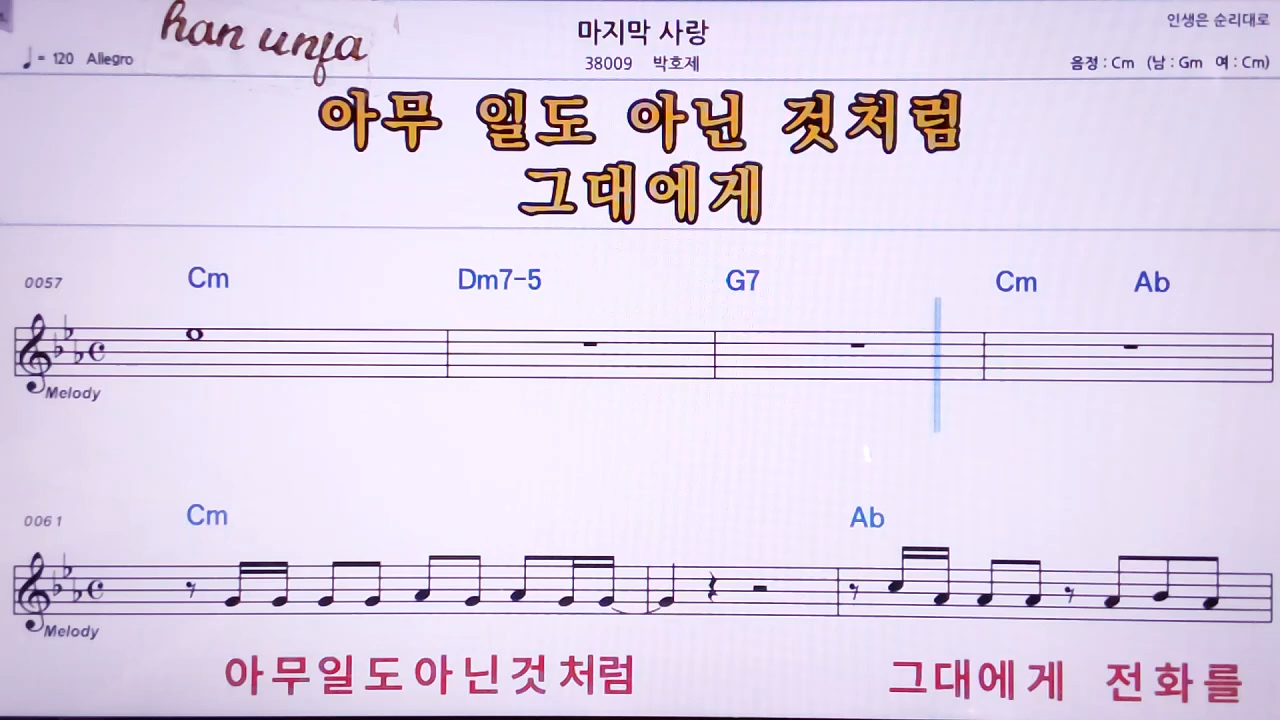 han unja
마지막 사랑
인생은 순리대로
♩ = 120 Allegro
38009 박호제
음정 : Cm (남 : Gm 여 : Cm)
아무 일도 아닌 것처럼
그대에게
0057 Cm Dm7-5 G7 Cm Ab
Melody
0061 Cm Ab
Melody
아무일도아닌것처럼 그대에게 전화를